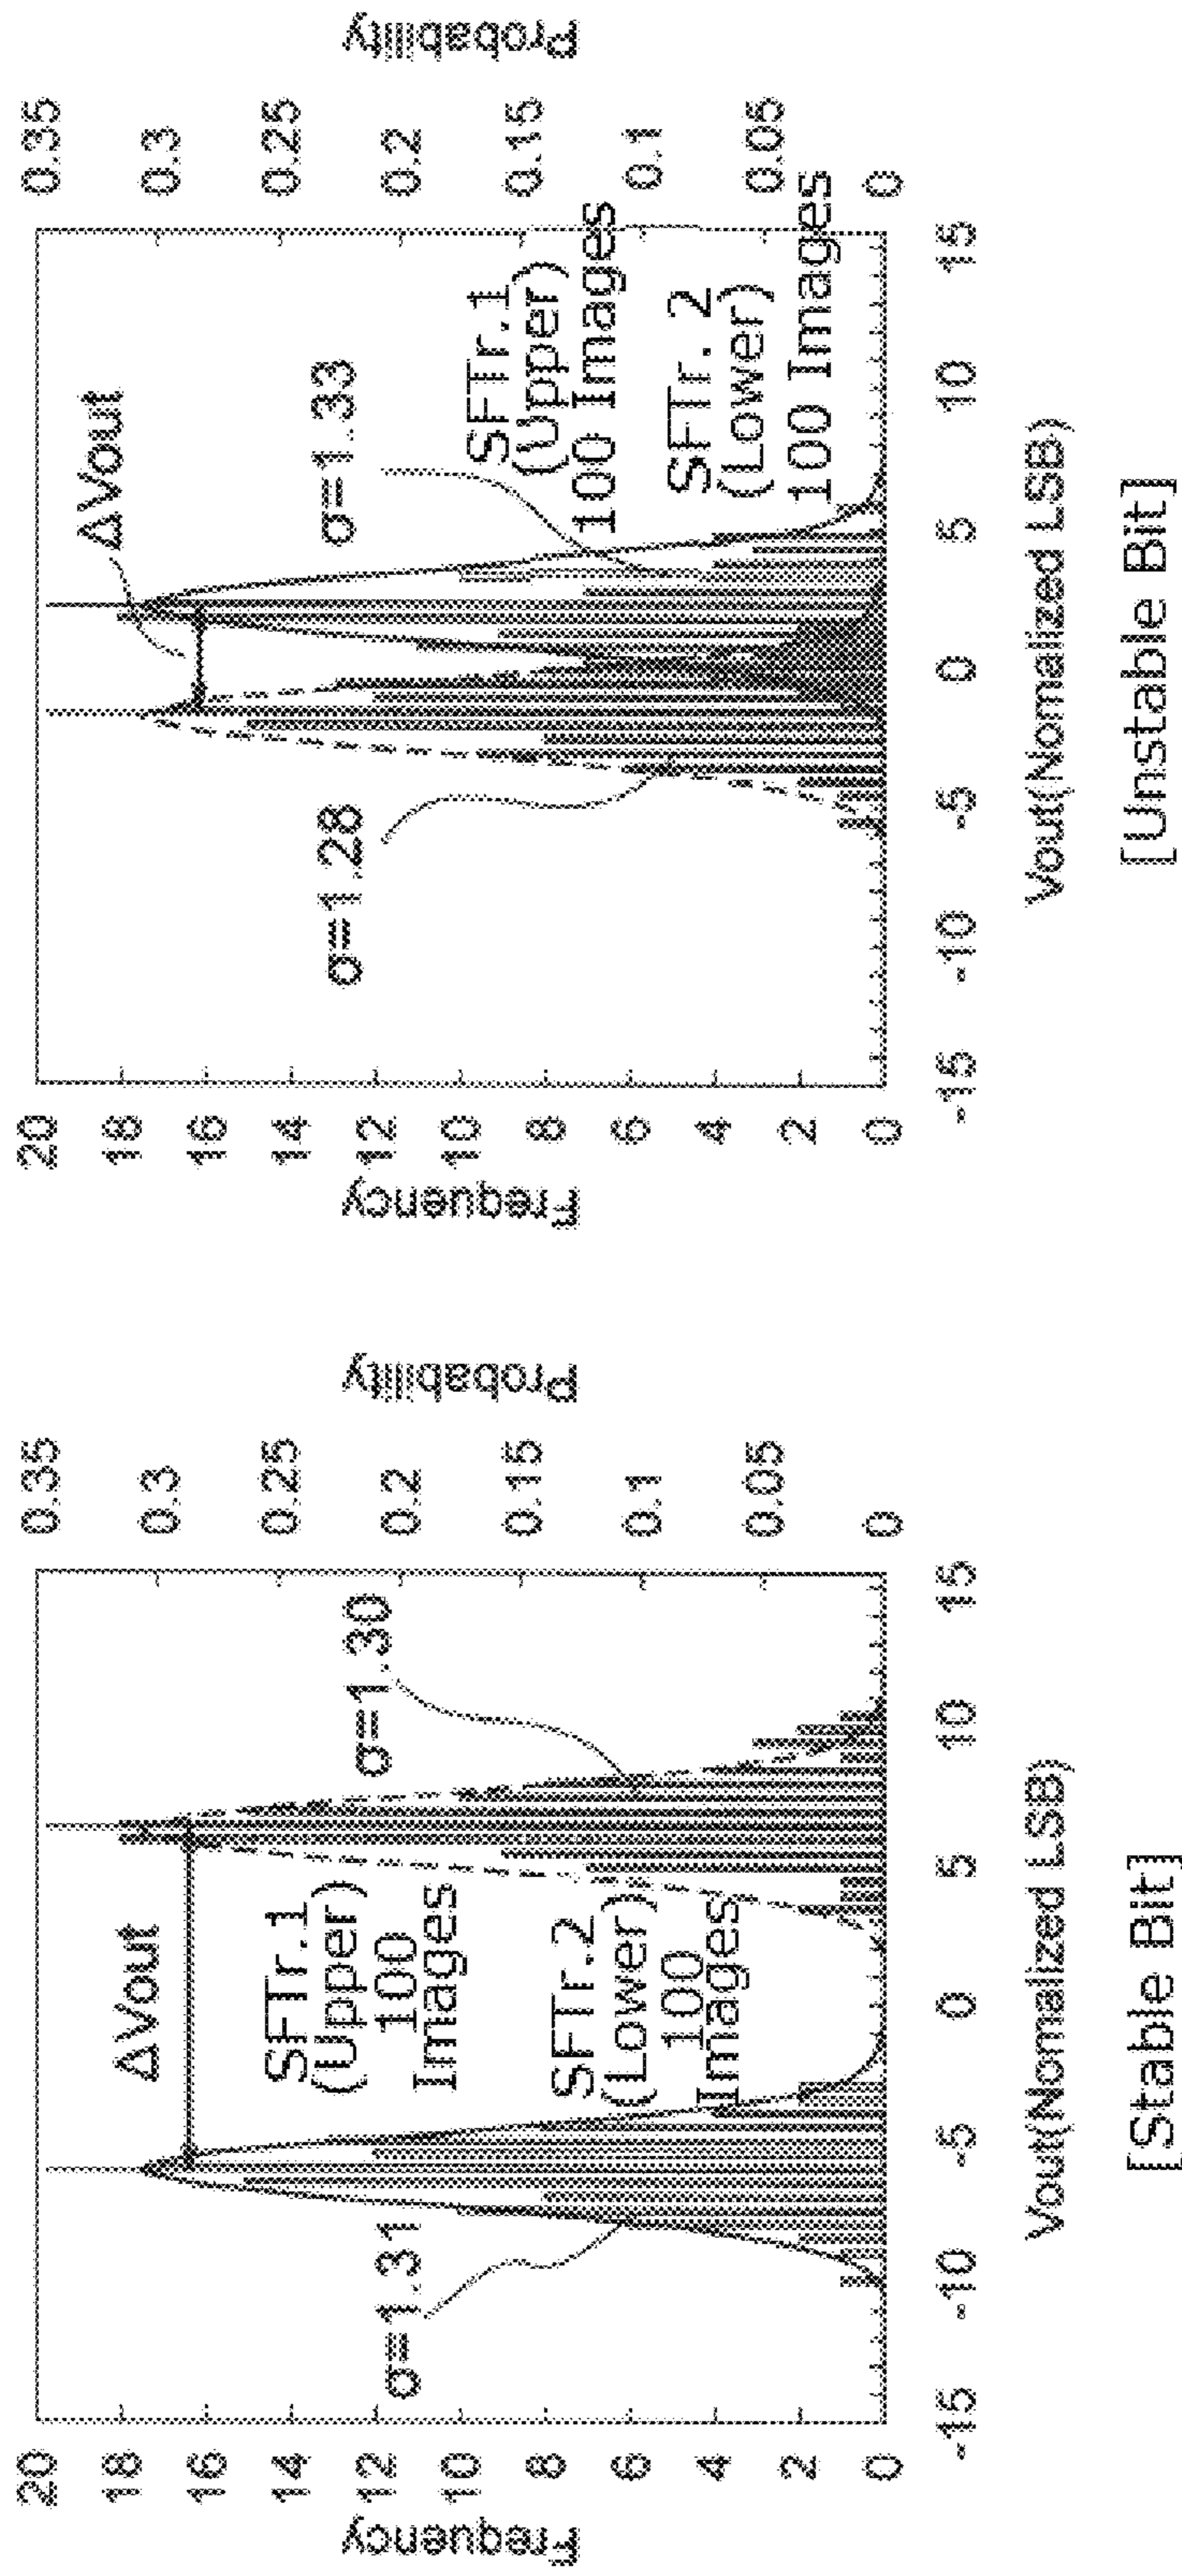 Frequency
20
18
16
14
12
10
8
6
4
2
0
-15
-10
-5
0
5
10
15
0.35
0.3
0.25
0.2
0.15
0.1
0.05
0
Probability
ΔVout
σ=1.31
σ=1.30
SFTr.1
(Upper)
100
Images
SFTr.2
(Lower)
100
Images
Vout(Nomalized LSB)
[Stable Bit]
Frequency
20
18
16
14
12
10
8
6
4
2
0
-15
-10
-5
0
5
10
15
0.35
0.3
0.25
0.2
0.15
0.1
0.05
0
Probability
ΔVout
σ=1.28
σ=1.33
SFTr.1
(Upper)
100 Images
SFTr. 2
(Lower)
100 Images
Vout(Nomalized LSB)
[Unstable Bit]